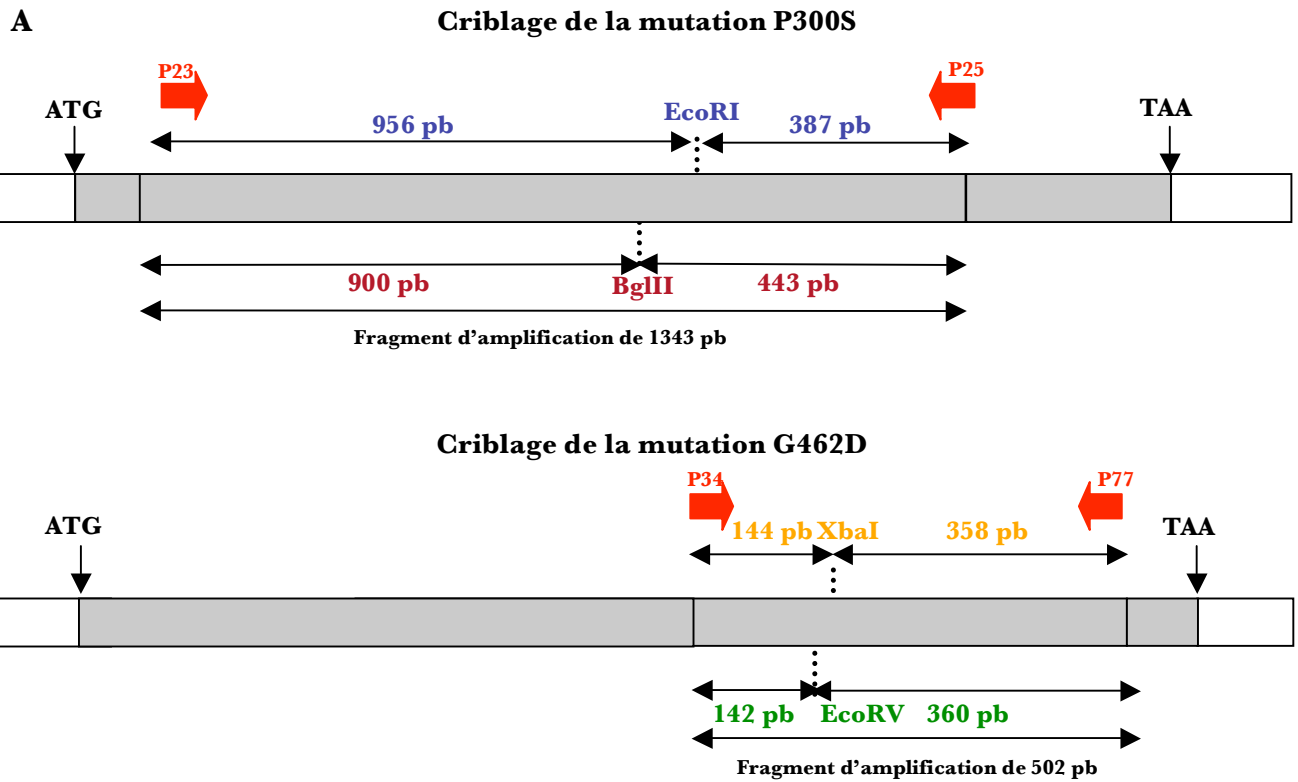 A
Criblage de la mutation P300S
P23
P25
ATG
EcoRI
TAA
956 pb
387 pb
900 pb
BglII
443 pb
Fragment d’amplification de 1343 pb
Criblage de la mutation G462D
P34
P77
ATG
144 pb XbaI
358 pb
TAA
142 pb
EcoRV
360 pb
Fragment d’amplification de 502 pb